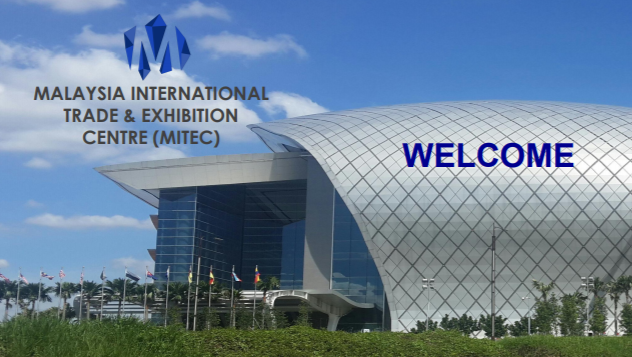 MALAYSIA INTERNATIONAL
TRADE & EXHIBITION
CENTRE (MITEC)
WELCOME